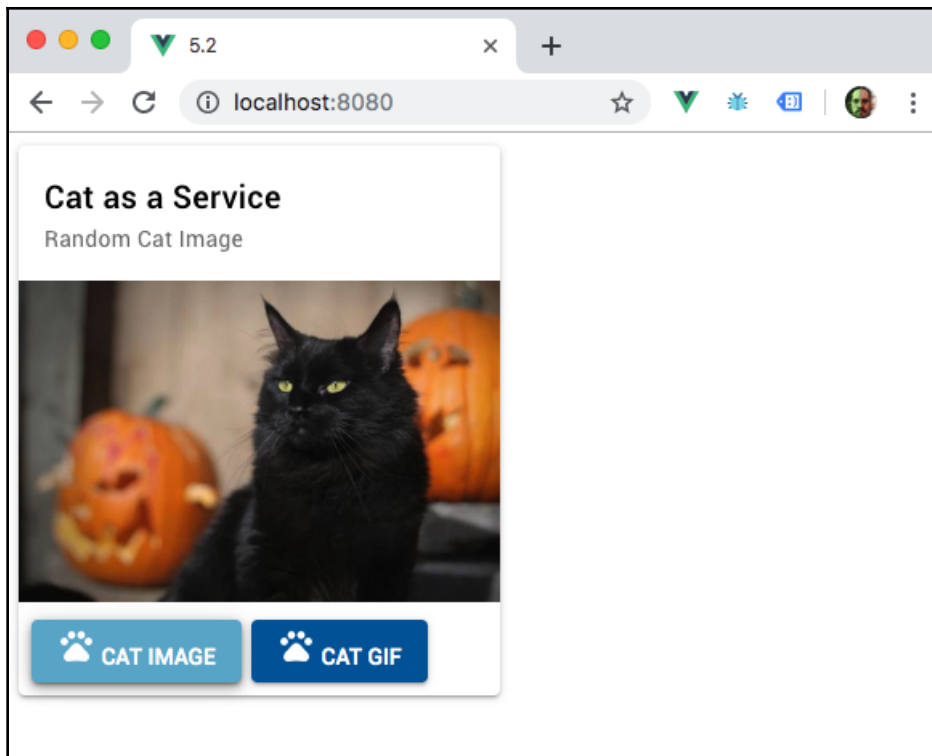 5.2
localhost:8080
Cat as a Service
Random Cat Image
CAT IMAGE
CAT GIF